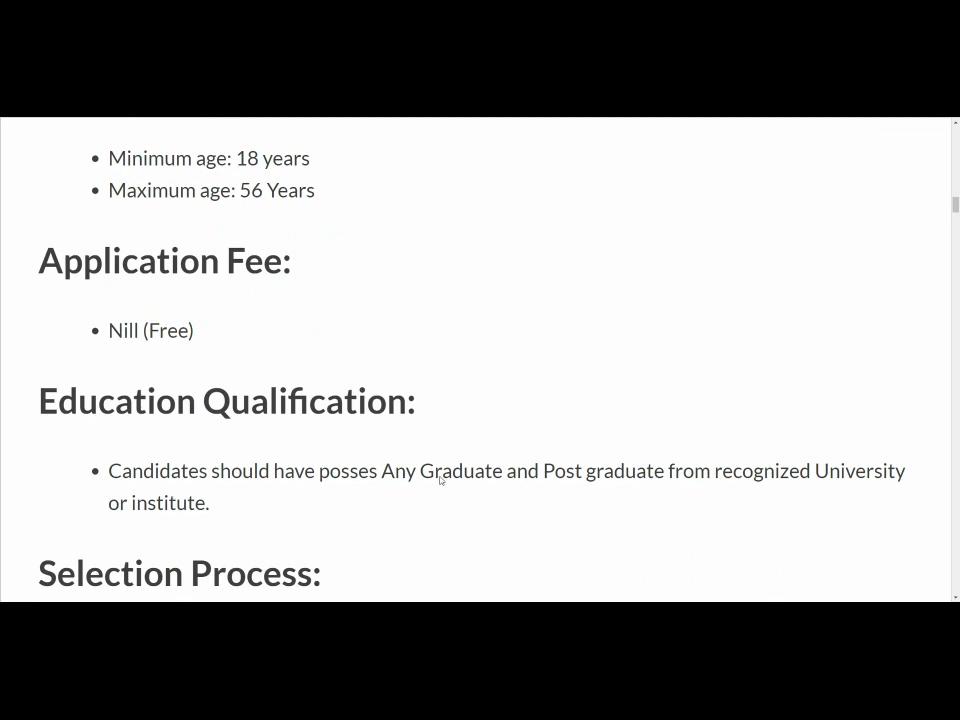 • Minimum age: 18 years
• Maximum age: 56 Years
Application Fee:
• Nill (Free)
Education Qualification:
• Candidates should have posses Any Graduate and Post graduate from recognized University
or institute.
Selection Process: